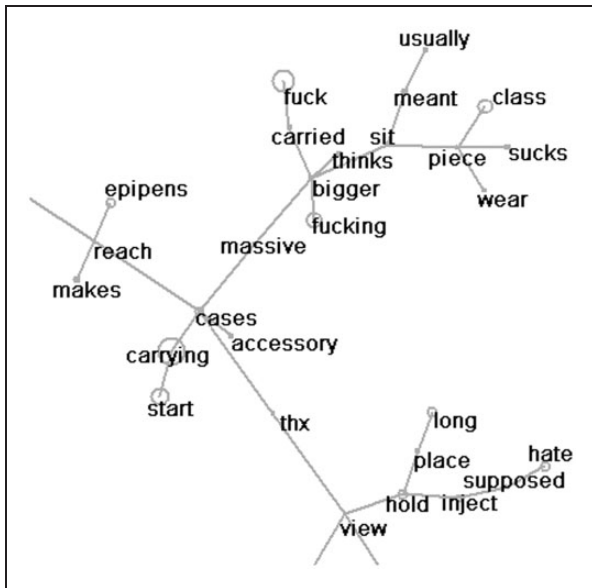 usually
fuck
meant
class
carried
sit
thinks
piece
sucks
epipens
bigger
wear
fucking
reach
massive
makes
cases
carrying
accessory
start
thx
long
place
hate
supposed
hold
inject
view